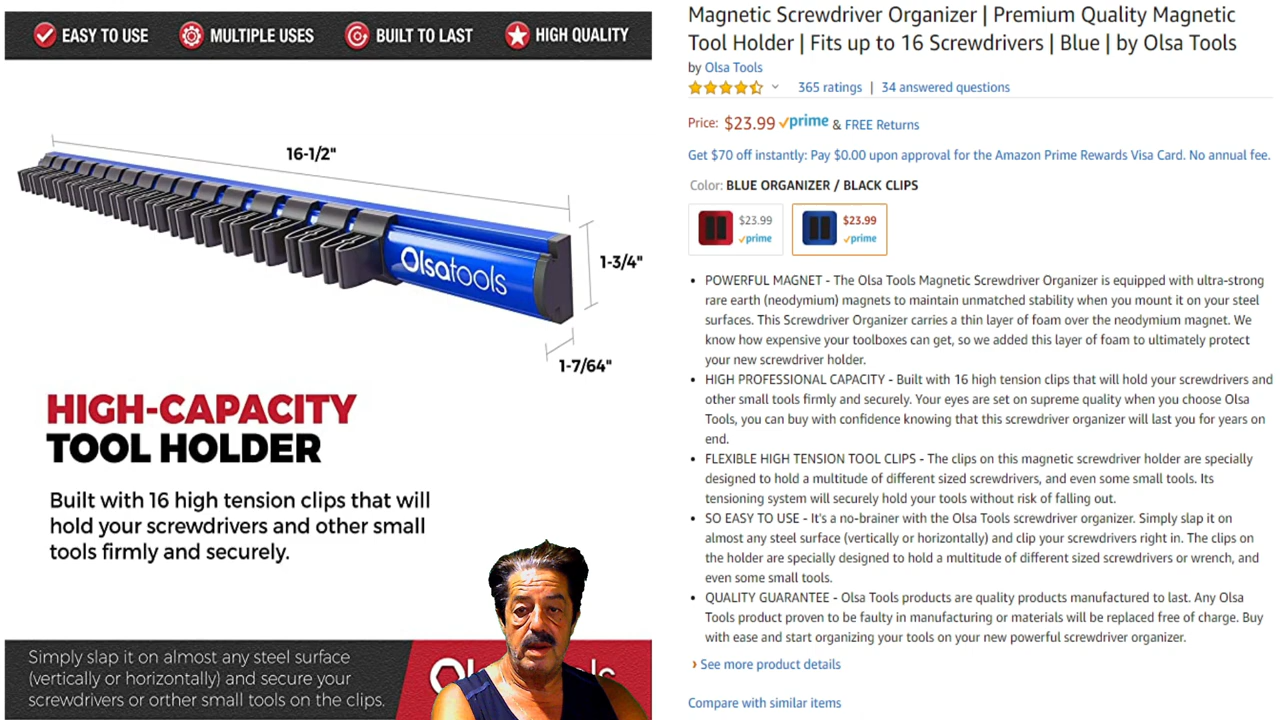 EASY TO USE
MULTIPLE USES
BUILT TO LAST
HIGH QUALITY
16-1/2"
1-3/4"
1-7/64"
Olsatools
HIGH-CAPACITY
TOOL HOLDER
Built with 16 high tension clips that will
hold your screwdrivers and other small
tools firmly and securely.
Simply slap it on almost any steel surface
(vertically or horizontally) and secure your
screwdrivers or orther small tools on the clips.
Magnetic Screwdriver Organizer | Premium Quality Magnetic
Tool Holder | Fits up to 16 Screwdrivers | Blue | by Olsa Tools
by Olsa Tools
365 ratings | 34 answered questions
Price: $23.99 prime & FREE Returns
Get $70 off instantly: Pay $0.00 upon approval for the Amazon Prime Rewards Visa Card. No annual fee.
Color: BLUE ORGANIZER / BLACK CLIPS
$23.99
prime
$23.99
prime
• POWERFUL MAGNET - The Olsa Tools Magnetic Screwdriver Organizer is equipped with ultra-strong
rare earth (neodymium) magnets to maintain unmatched stability when you mount it on your steel
surfaces. This Screwdriver Organizer carries a thin layer of foam over the neodymium magnet. We
know how expensive your toolboxes can get, so we added this layer of foam to ultimately protect
your new screwdriver holder.
• HIGH PROFESSIONAL CAPACITY - Built with 16 high tension clips that will hold your screwdrivers and
other small tools firmly and securely. Your eyes are set on supreme quality when you choose Olsa
Tools, you can buy with confidence knowing that this screwdriver organizer will last you for years on
end.
• FLEXIBLE HIGH TENSION TOOL CLIPS - The clips on this magnetic screwdriver holder are specially
designed to hold a multitude of different sized screwdrivers, and even some small tools. Its
tensioning system will securely hold your tools without risk of falling out.
• SO EASY TO USE - It's a no-brainer with the Olsa Tools screwdriver organizer. Simply slap it on
almost any steel surface (vertically or horizontally) and clip your screwdrivers right in. The clips on
the holder are specially designed to hold a multitude of different sized screwdrivers or wrench, and
even some small tools.
• QUALITY GUARANTEE - Olsa Tools products are quality products manufactured to last. Any Olsa
Tools product proven to be faulty in manufacturing or materials will be replaced free of charge. Buy
with ease and start organizing your tools on your new powerful screwdriver organizer.
› See more product details
Compare with similar items